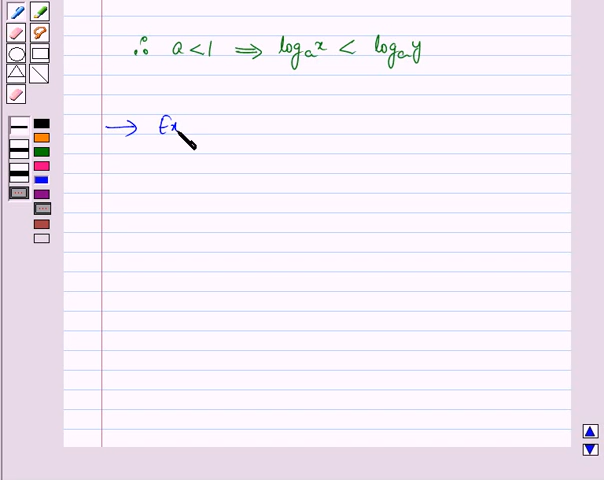 ∴ a < 1 ⟹ logₐx < logₐy
→ Ex